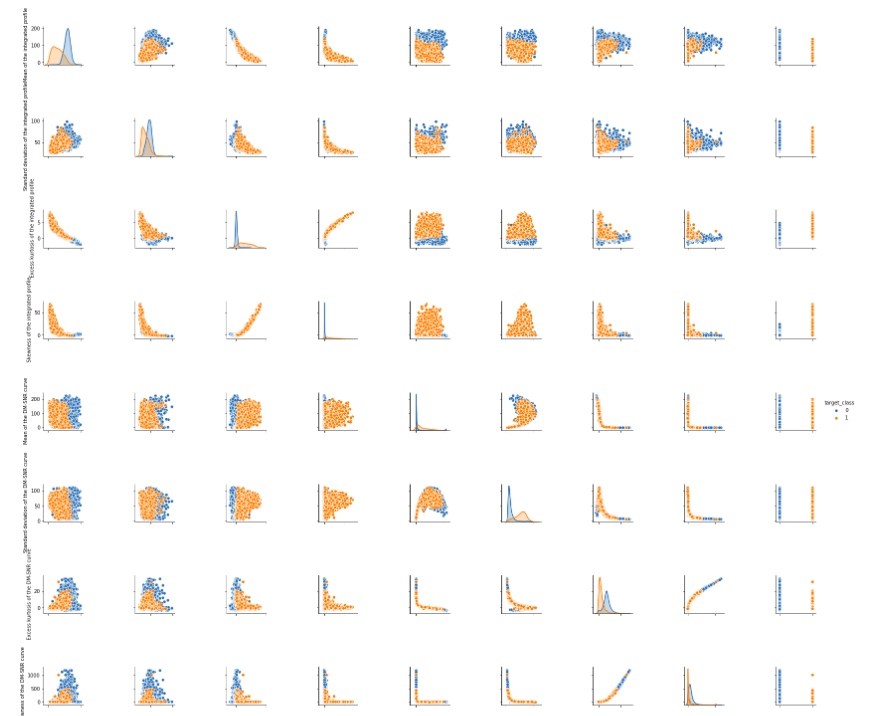 Mean of the integrated profile
200
100
0
Standard deviation of the integrated profile
100
50
Excess kurtosis of the integrated profile
5
0
Skewness of the integrated profile
50
0
Mean of the DM-SNR curve
200
100
0
target_class
0
1
Standard deviation of the DM-SNR curve
100
50
0
Excess kurtosis of the DM-SNR curve
20
0
wness of the DM-SNR curve
1000
500
0